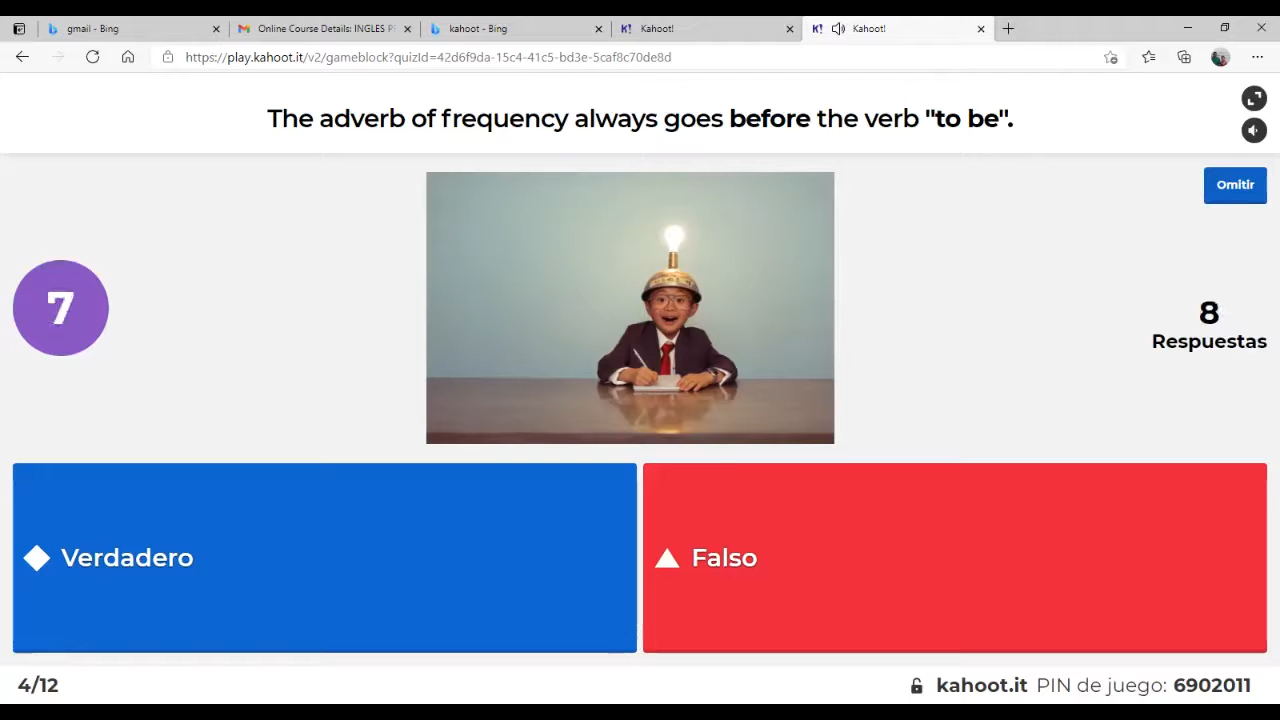 gmail - Bing
Online Course Details: INGLES P
kahoot - Bing
K! Kahoot!
K! Kahoot!
https://play.kahoot.it/v2/gameblock?quizId=42d6f9da-15c4-41c5-bd3e-5caf8c70de8d
The adverb of frequency always goes before the verb "to be".
Omitir
7
8
Respuestas
Verdadero
Falso
4/12
kahoot.it PIN de juego: 6902011